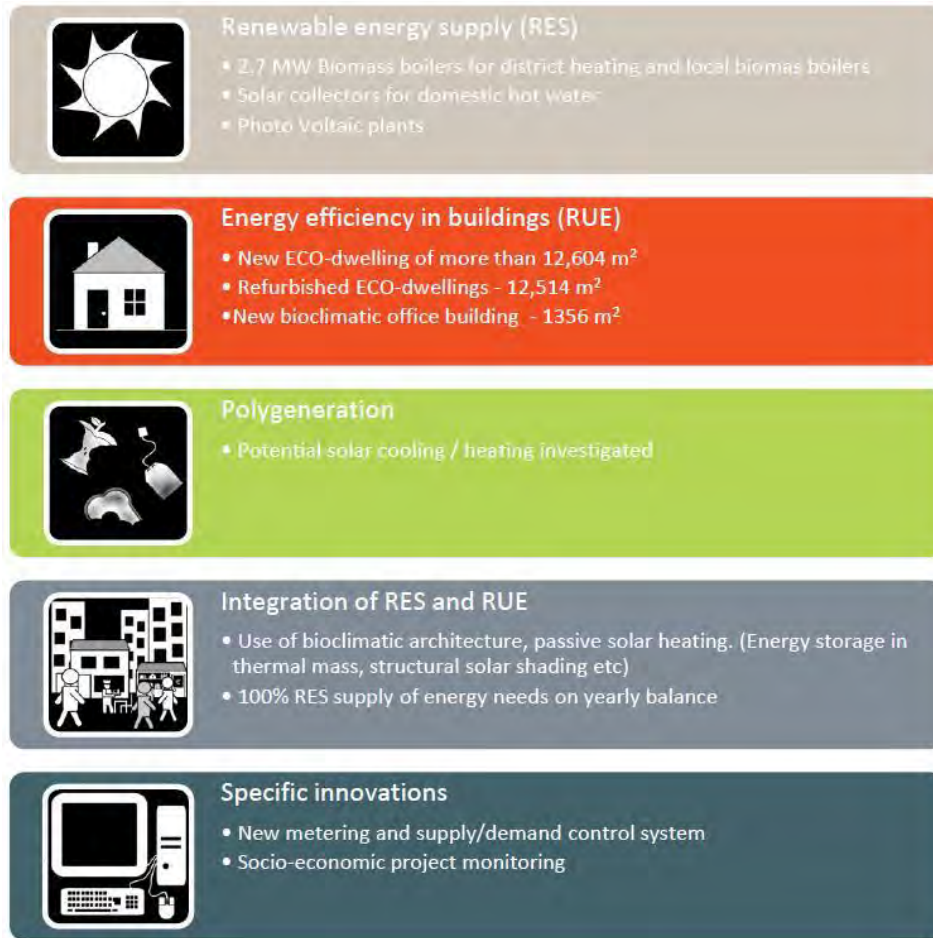 Renewable energy supply (RES)
• 2.7 MW Biomass boilers for district heating and local biomas boilers
• Solar collectors for domestic hot water
• Photo Voltaic plants
Energy efficiency in buildings (RUE)
• New ECO-dwelling of more than 12,604 m²
• Refurbished ECO-dwellings - 12,514 m²
•New bioclimatic office building - 1356 m²
Polygeneration
• Potential solar cooling / heating investigated
Integration of RES and RUE
• Use of bioclimatic architecture, passive solar heating. (Energy storage in
thermal mass, structural solar shading etc)
• 100% RES supply of energy needs on yearly balance
Specific innovations
• New metering and supply/demand control system
• Socio-economic project monitoring